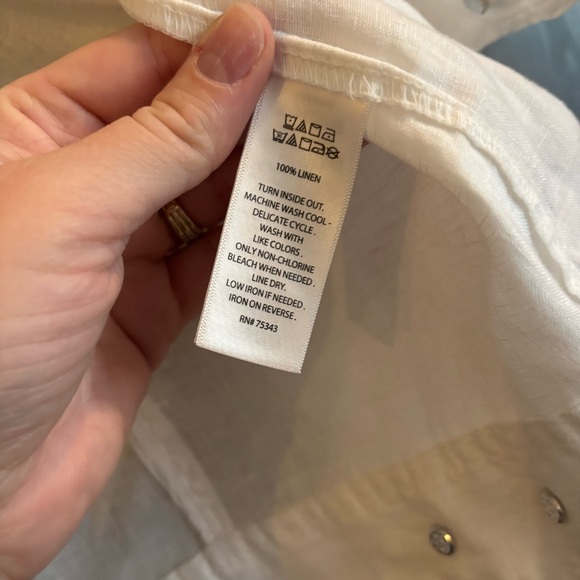 100% LINEN
TURN INSIDE OUT.
MACHINE WASH COOL -
DELICATE CYCLE.
WASH WITH
LIKE COLORS.
ONLY NON-CHLORINE
BLEACH WHEN NEEDED.
LINE DRY.
LOW IRON IF NEEDED.
IRON ON REVERSE.
RN# 75343